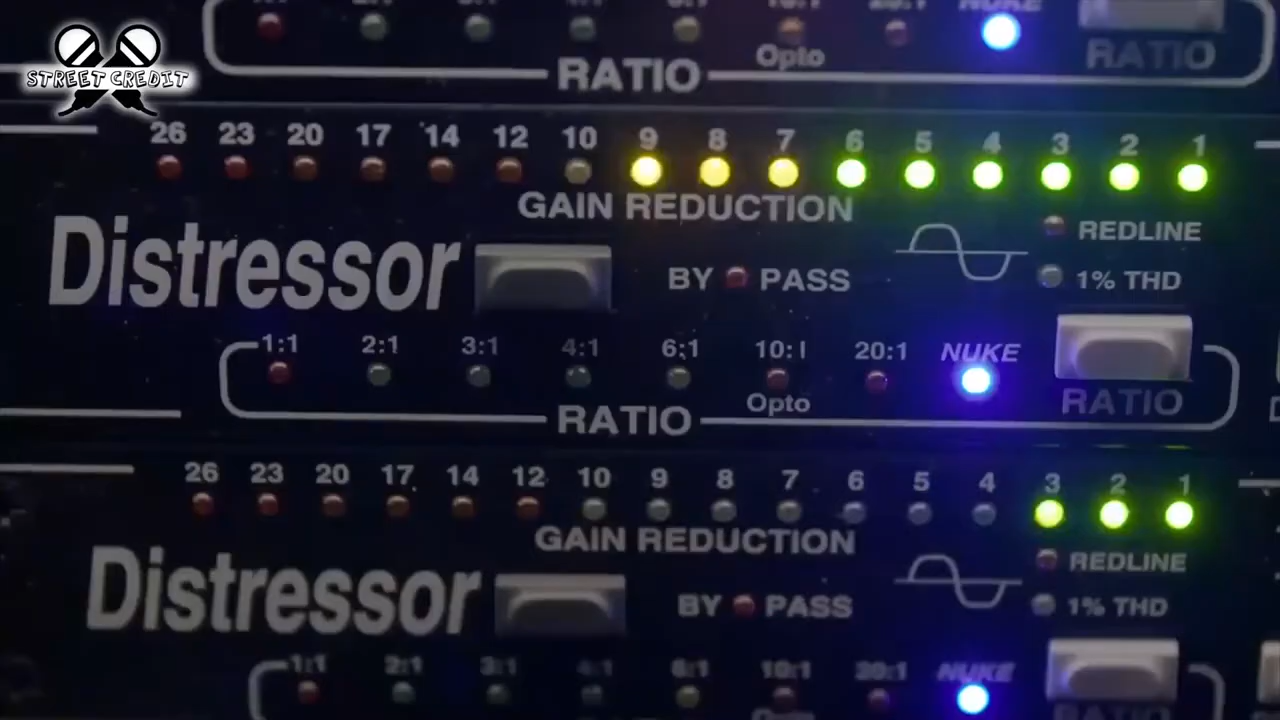 NUKE
Opto
RATIO
RATIO
STREET CREDIT
26 23 20 17 14 12 10 9 8 7 6 5 4 3 2 1
GAIN REDUCTION
REDLINE
Distressor
BY PASS
1% THD
1:1 2:1 3:1 4:1 6:1 10:1 20:1 NUKE
Opto
RATIO
RATIO
26 23 20 17 14 12 10 9 8 7 6 5 4 3 2 1
GAIN REDUCTION
REDLINE
Distressor
BY PASS
1% THD
1:1 2:1 3:1 4:1 6:1 10:1 20:1 NUKE
Opto
RATIO